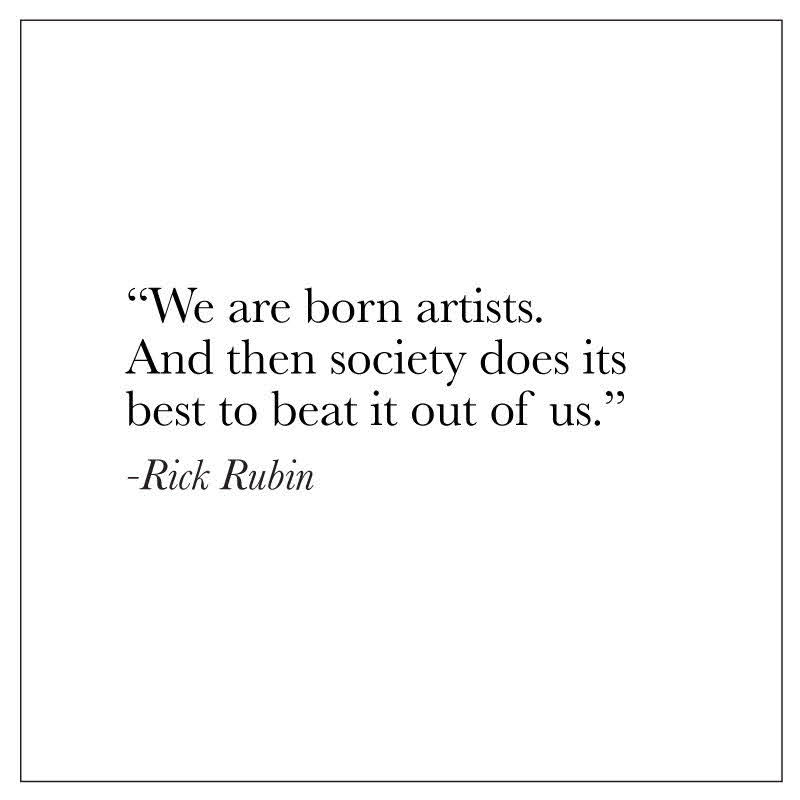 “We are born artists.
And then society does its
best to beat it out of us.”
-Rick Rubin